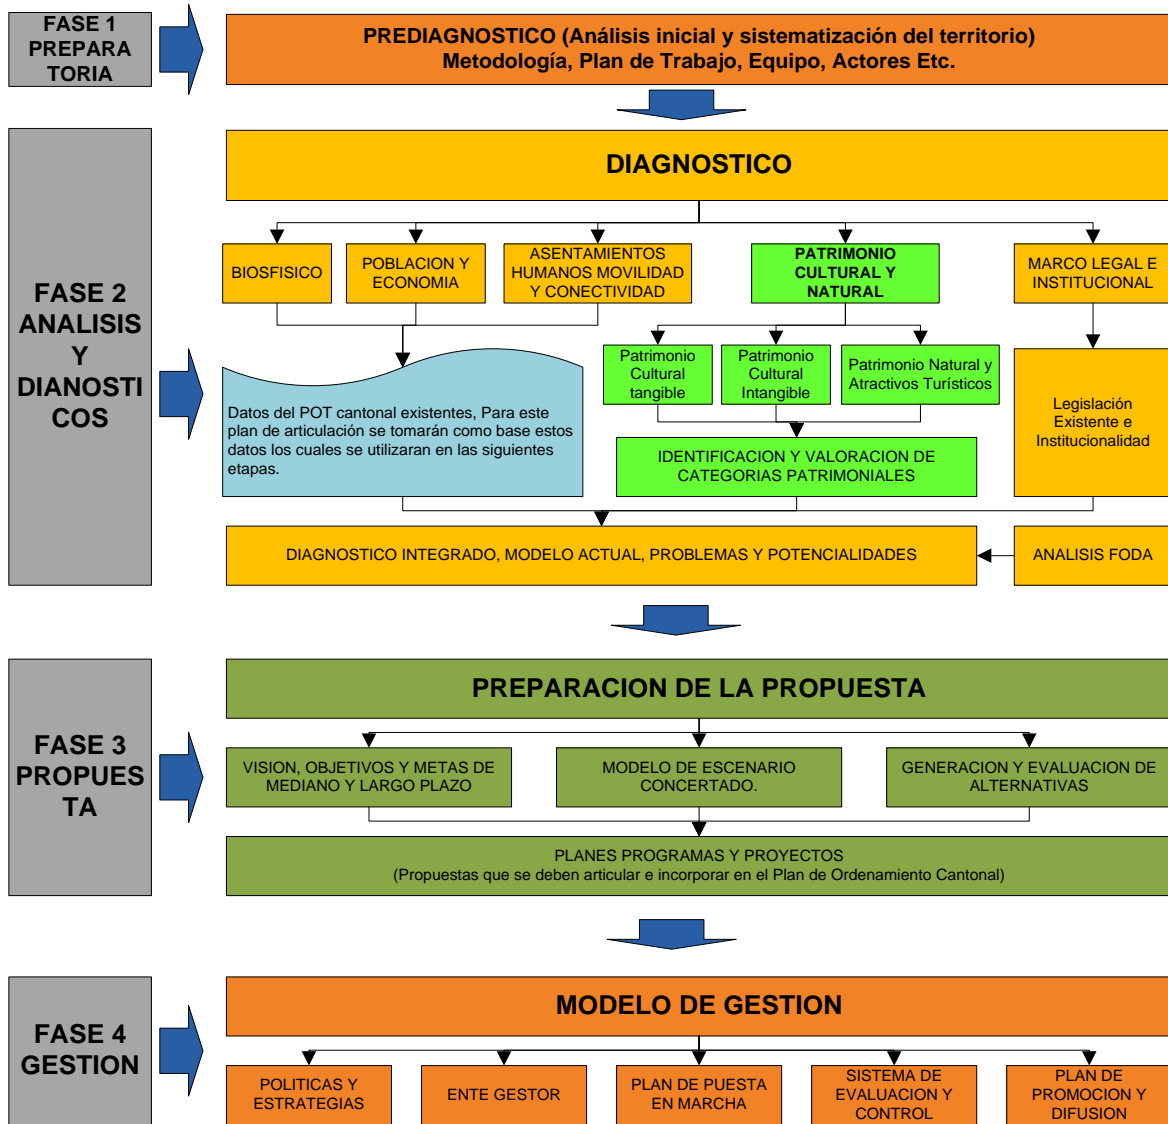 FASE 1
PREPARA
TORIA
PREDIAGNOSTICO (Análisis inicial y sistematización del territorio)
Metodología, Plan de Trabajo, Equipo, Actores Etc.
FASE 2
ANALISIS
Y
DIANOSTI
COS
DIAGNOSTICO
BIOSFISICO
POBLACION Y
ECONOMIA
ASENTAMIENTOS
HUMANOS MOVILIDAD
Y CONECTIVIDAD
PATRIMONIO
CULTURAL Y
NATURAL
MARCO LEGAL E
INSTITUCIONAL
Patrimonio
Cultural
tangible
Patrimonio
Cultural
Intangible
Patrimonio Natural y
Atractivos Turísticos
Datos del POT cantonal existentes, Para este
plan de articulación se tomarán como base estos
datos los cuales se utilizaran en las siguientes
etapas.
Legislación
Existente e
Institucionalidad
IDENTIFICACION Y VALORACION DE
CATEGORIAS PATRIMONIALES
DIAGNOSTICO INTEGRADO, MODELO ACTUAL, PROBLEMAS Y POTENCIALIDADES
ANALISIS FODA
FASE 3
PROPUES
TA
PREPARACION DE LA PROPUESTA
VISION, OBJETIVOS Y METAS DE
MEDIANO Y LARGO PLAZO
MODELO DE ESCENARIO
CONCERTADO.
GENERACION Y EVALUACION DE
ALTERNATIVAS
PLANES PROGRAMAS Y PROYECTOS
(Propuestas que se deben articular e incorporar en el Plan de Ordenamiento Cantonal)
FASE 4
GESTION
MODELO DE GESTION
POLITICAS Y
ESTRATEGIAS
ENTE GESTOR
PLAN DE PUESTA
EN MARCHA
SISTEMA DE
EVALUACION Y
CONTROL
PLAN DE
PROMOCION Y
DIFUSION